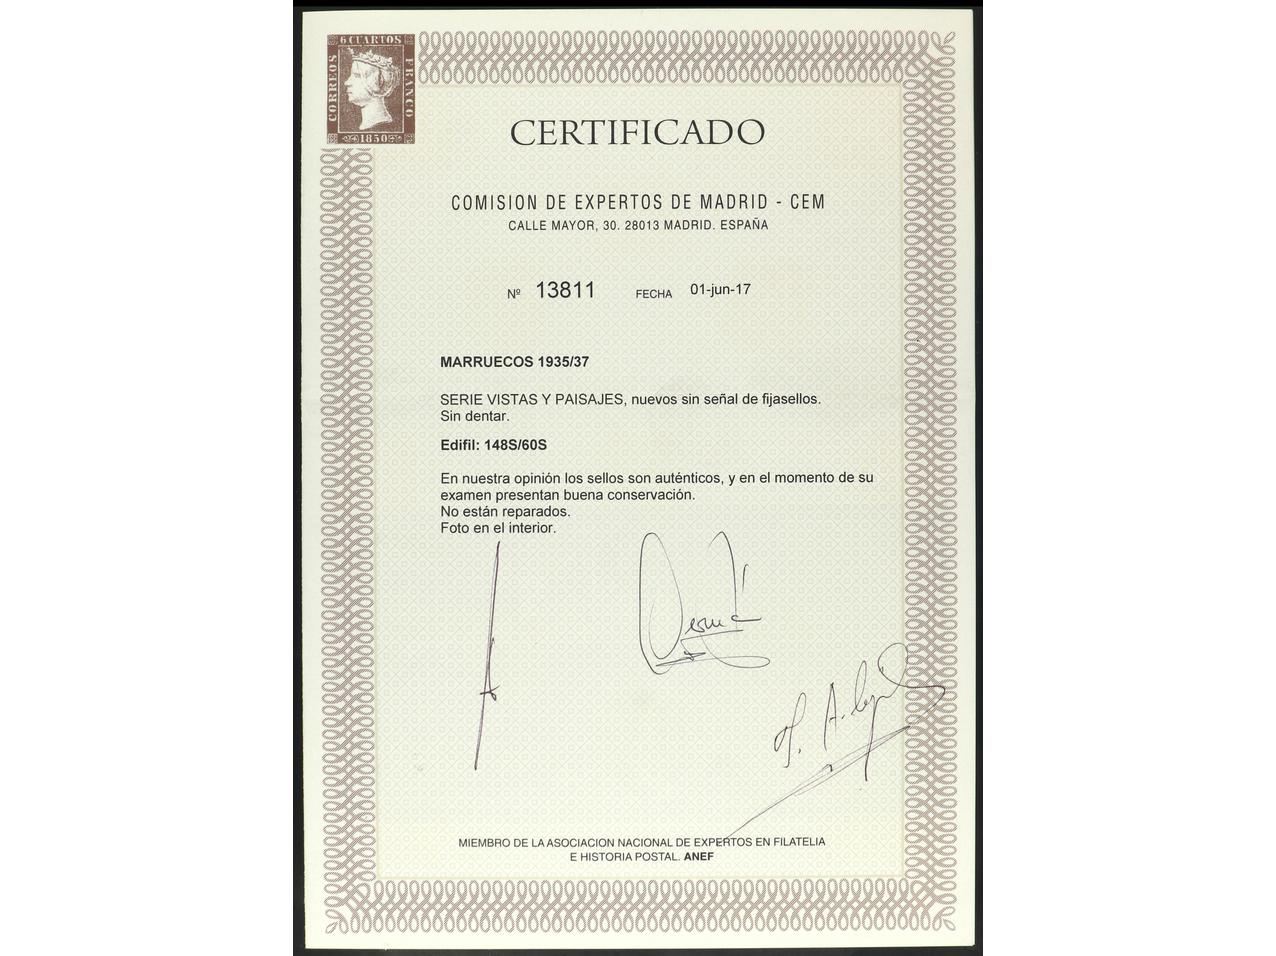 6 CUARTOS
CORREOS
FRANCO
1850
CERTIFICADO
COMISION DE EXPERTOS DE MADRID - CEM
CALLE MAYOR, 30. 28013 MADRID. ESPAÑA
Nº 13811 FECHA 01-jun-17
MARRUECOS 1935/37
SERIE VISTAS Y PAISAJES, nuevos sin señal de fijasellos.
Sin dentar.
Edifil: 148S/60S
En nuestra opinión los sellos son auténticos, y en el momento de su
examen presentan buena conservación.
No están reparados.
Foto en el interior.
MIEMBRO DE LA ASOCIACION NACIONAL DE EXPERTOS EN FILATELIA
E HISTORIA POSTAL. ANEF